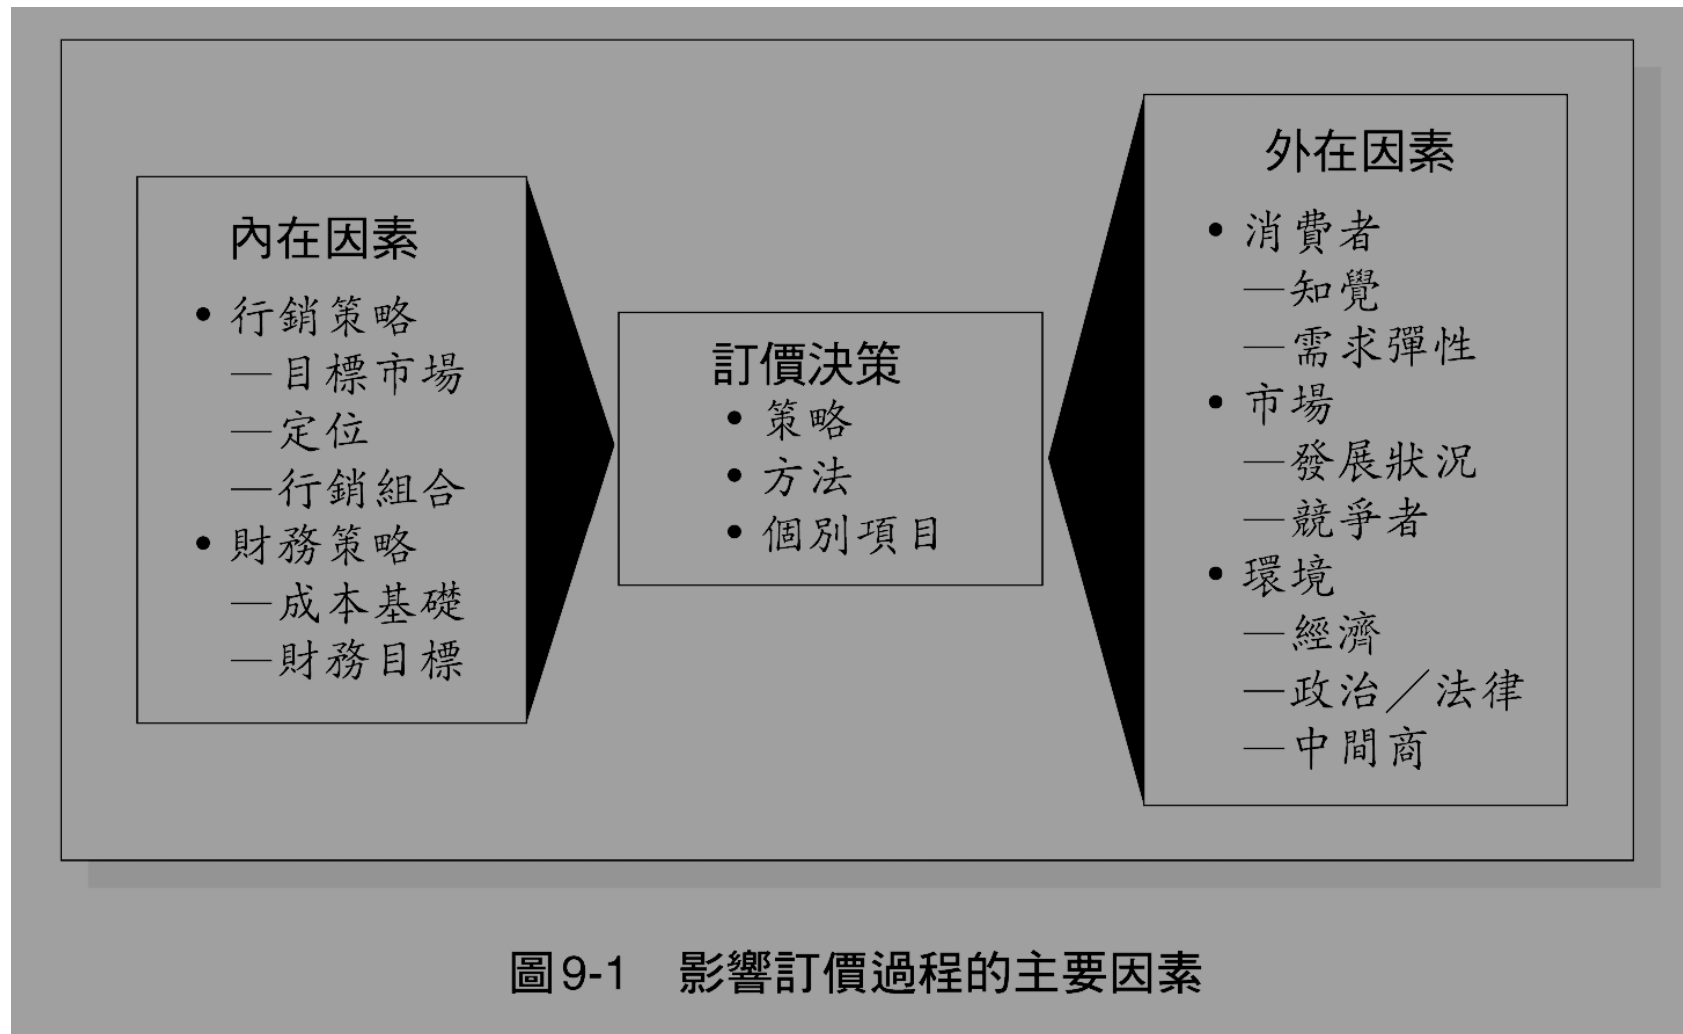 內在因素
• 行銷策略
—目標市場
—定位
—行銷組合
• 財務策略
—成本基礎
—財務目標
訂價決策
• 策略
• 方法
• 個別項目
外在因素
• 消費者
—知覺
—需求彈性
• 市場
—發展狀況
—競爭者
• 環境
—經濟
—政治／法律
—中間商
圖9-1 影響訂價過程的主要因素